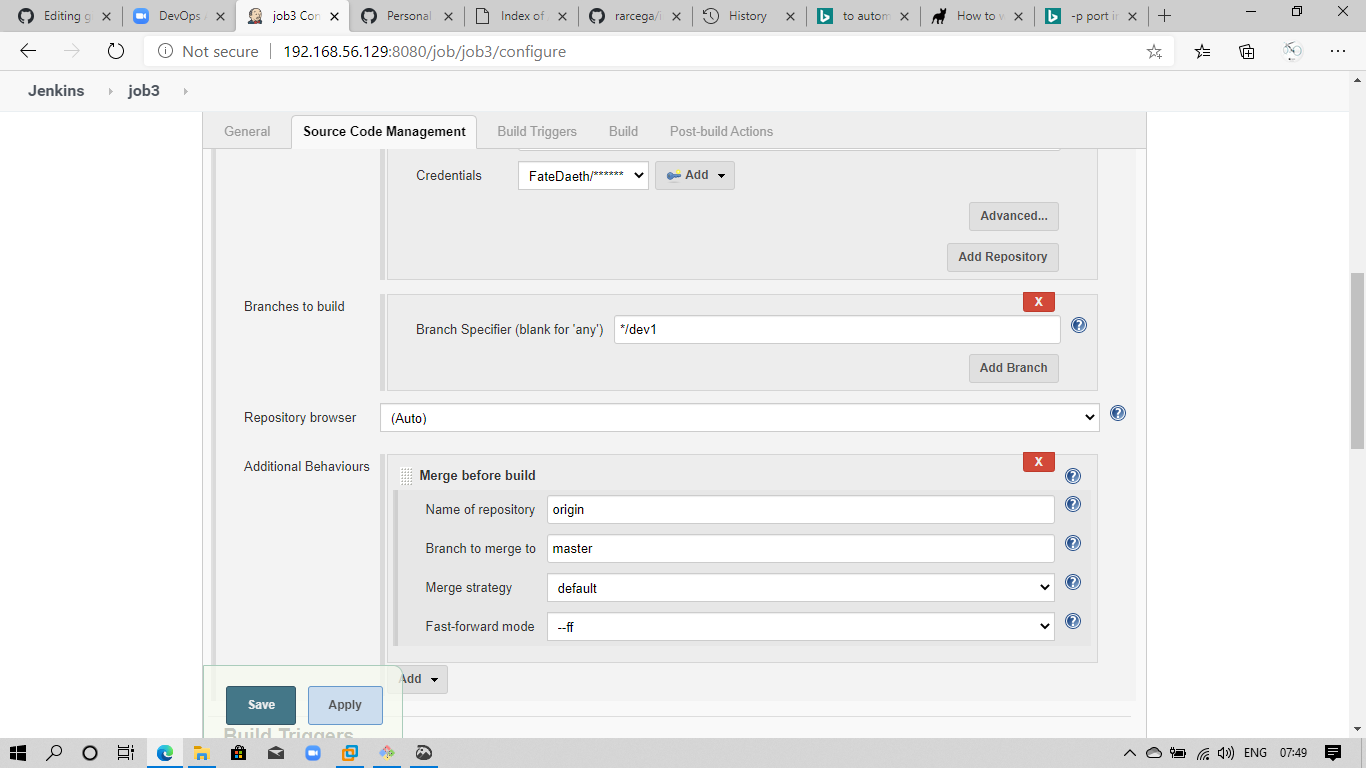 Editing g
DevOps
job3 Con
Personal
Index of
rarcega/i
History
to autom
How to v
-p port i
Not secure
192.168.56.129:8080/job/job3/configure
Jenkins
job3
General
Source Code Management
Build Triggers
Build
Post-build Actions
Credentials
FateDaeth/******
Add
Advanced...
Add Repository
Branches to build
X
Branch Specifier (blank for 'any')
*/dev1
Add Branch
Repository browser
(Auto)
Additional Behaviours
X
Merge before build
Name of repository
origin
Branch to merge to
master
Merge strategy
default
Fast-forward mode
--ff
Add
Save
Apply
Build Triggers
ENG
07:49